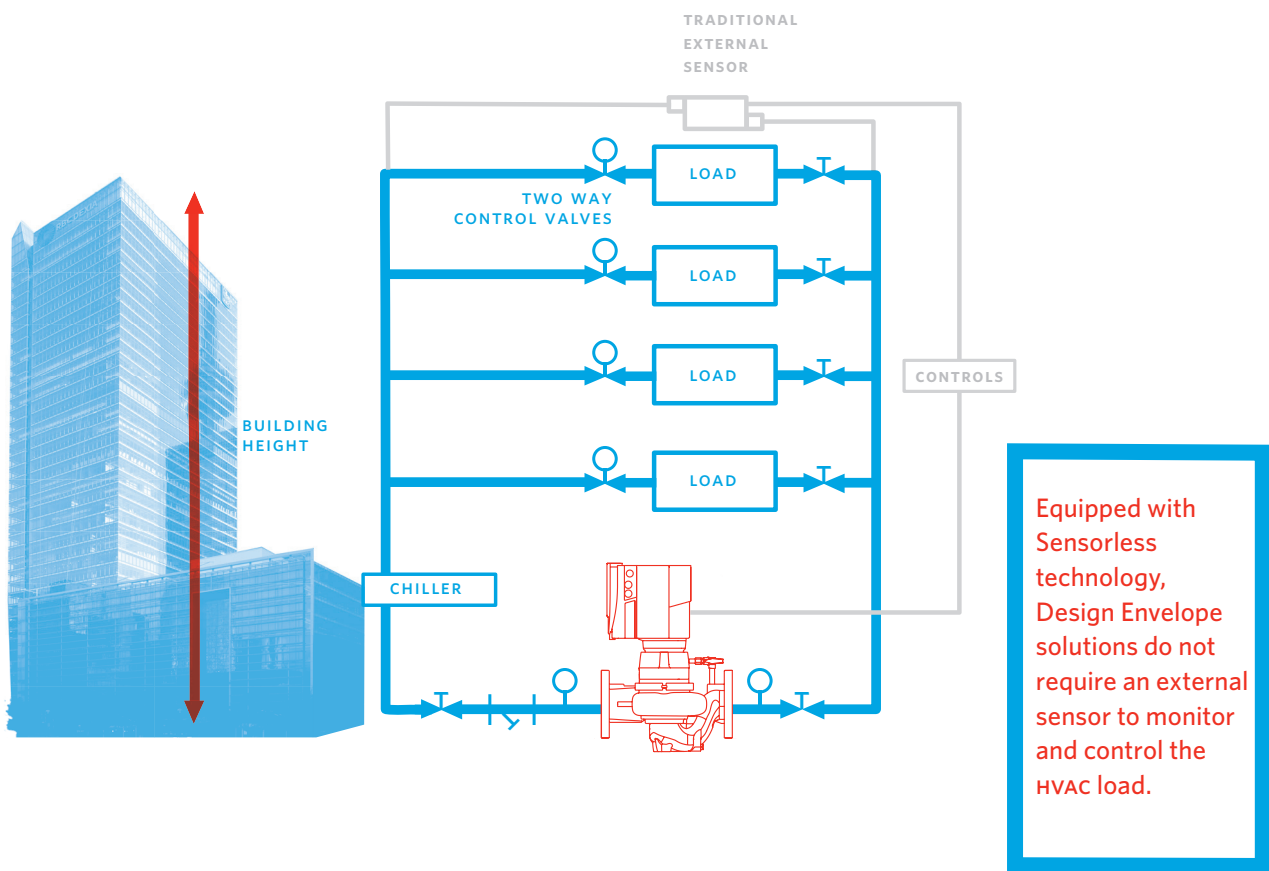 TRADITIONAL
EXTERNAL
SENSOR
LOAD
TWO WAY
CONTROL VALVES
LOAD
LOAD
CONTROLS
BUILDING
HEIGHT
LOAD
CHILLER
Equipped with
Sensorless
technology,
Design Envelope
solutions do not
require an external
sensor to monitor
and control the
HVAC load.